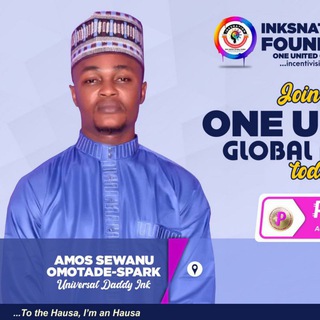 INKSNAT
FOUN
ONE UNITED
...incentivisi
Join
ONE U
GLOBAL
tod
P
AMOS SEWANU
OMOTADE-SPARK
Universal Daddy Ink
...To the Hausa, I'm an Hausa